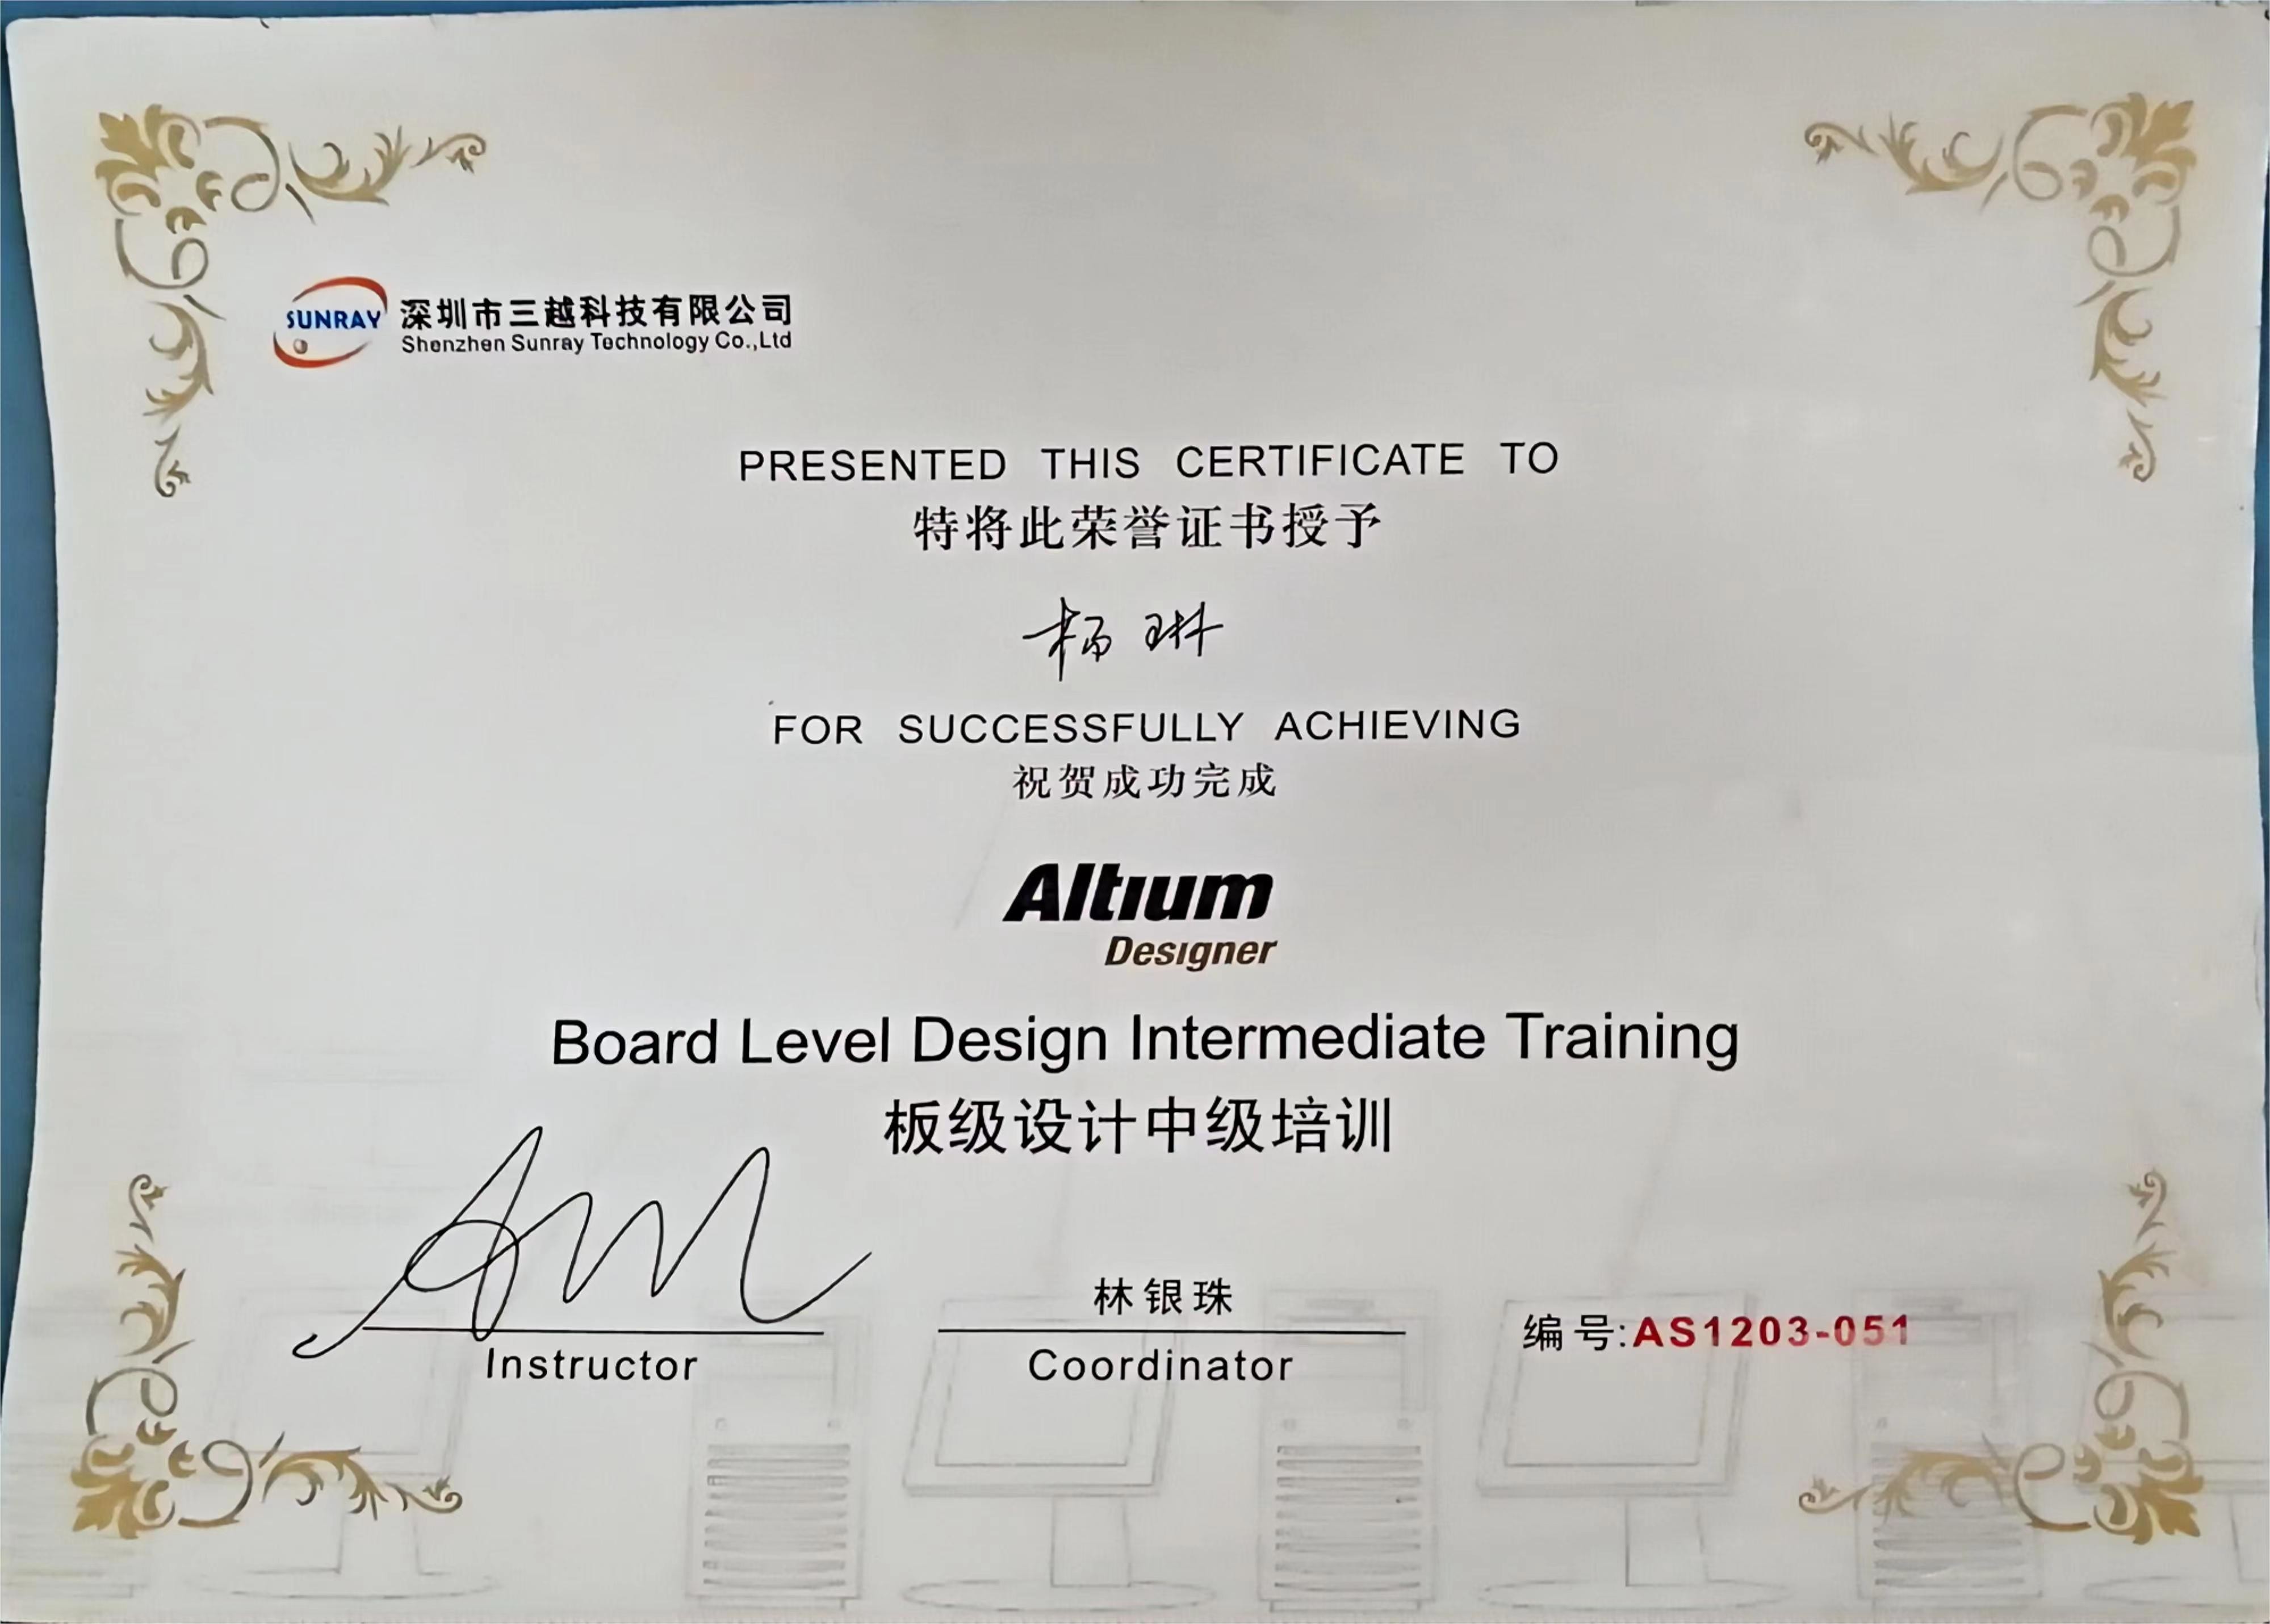 SUNRAY
深圳市三越科技有限公司
Shenzhen Sunray Technology Co.,Ltd
PRESENTED THIS CERTIFICATE TO
特将此荣誉证书授予
杨琳
FOR SUCCESSFULLY ACHIEVING
祝贺成功完成
Altium
Designer
Board Level Design Intermediate Training
板级设计中级培训
林银珠
Instructor
Coordinator
编号:AS1203-051